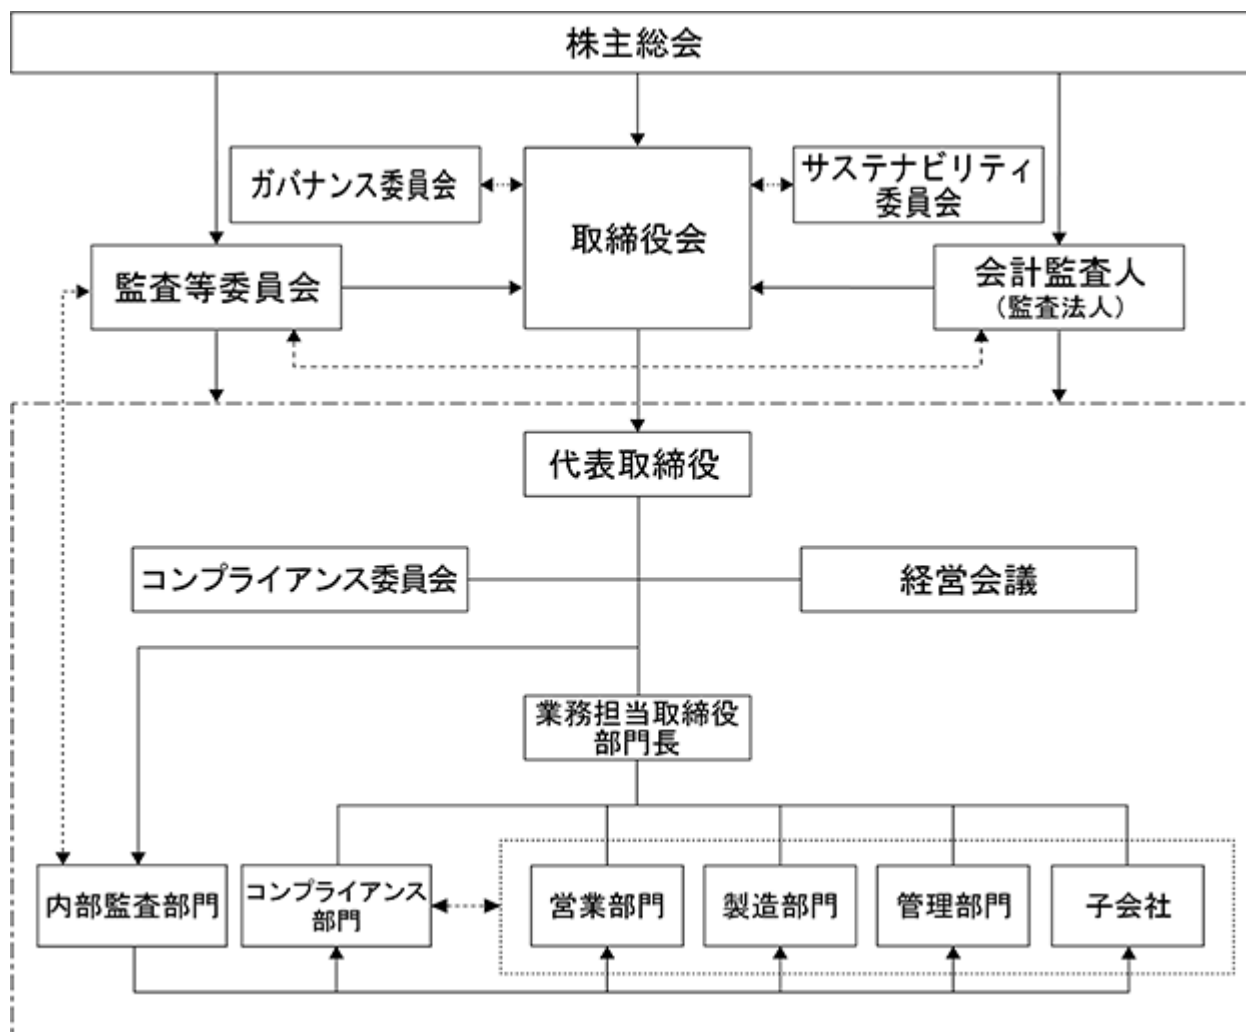 株主総会
ガバナンス委員会
取締役会
サステナビリティ
委員会
監査等委員会
会計監査人
（監査法人）
代表取締役
コンプライアンス委員会
経営会議
業務担当取締役
部門長
内部監査部門
コンプライアンス
部門
営業部門
製造部門
管理部門
子会社